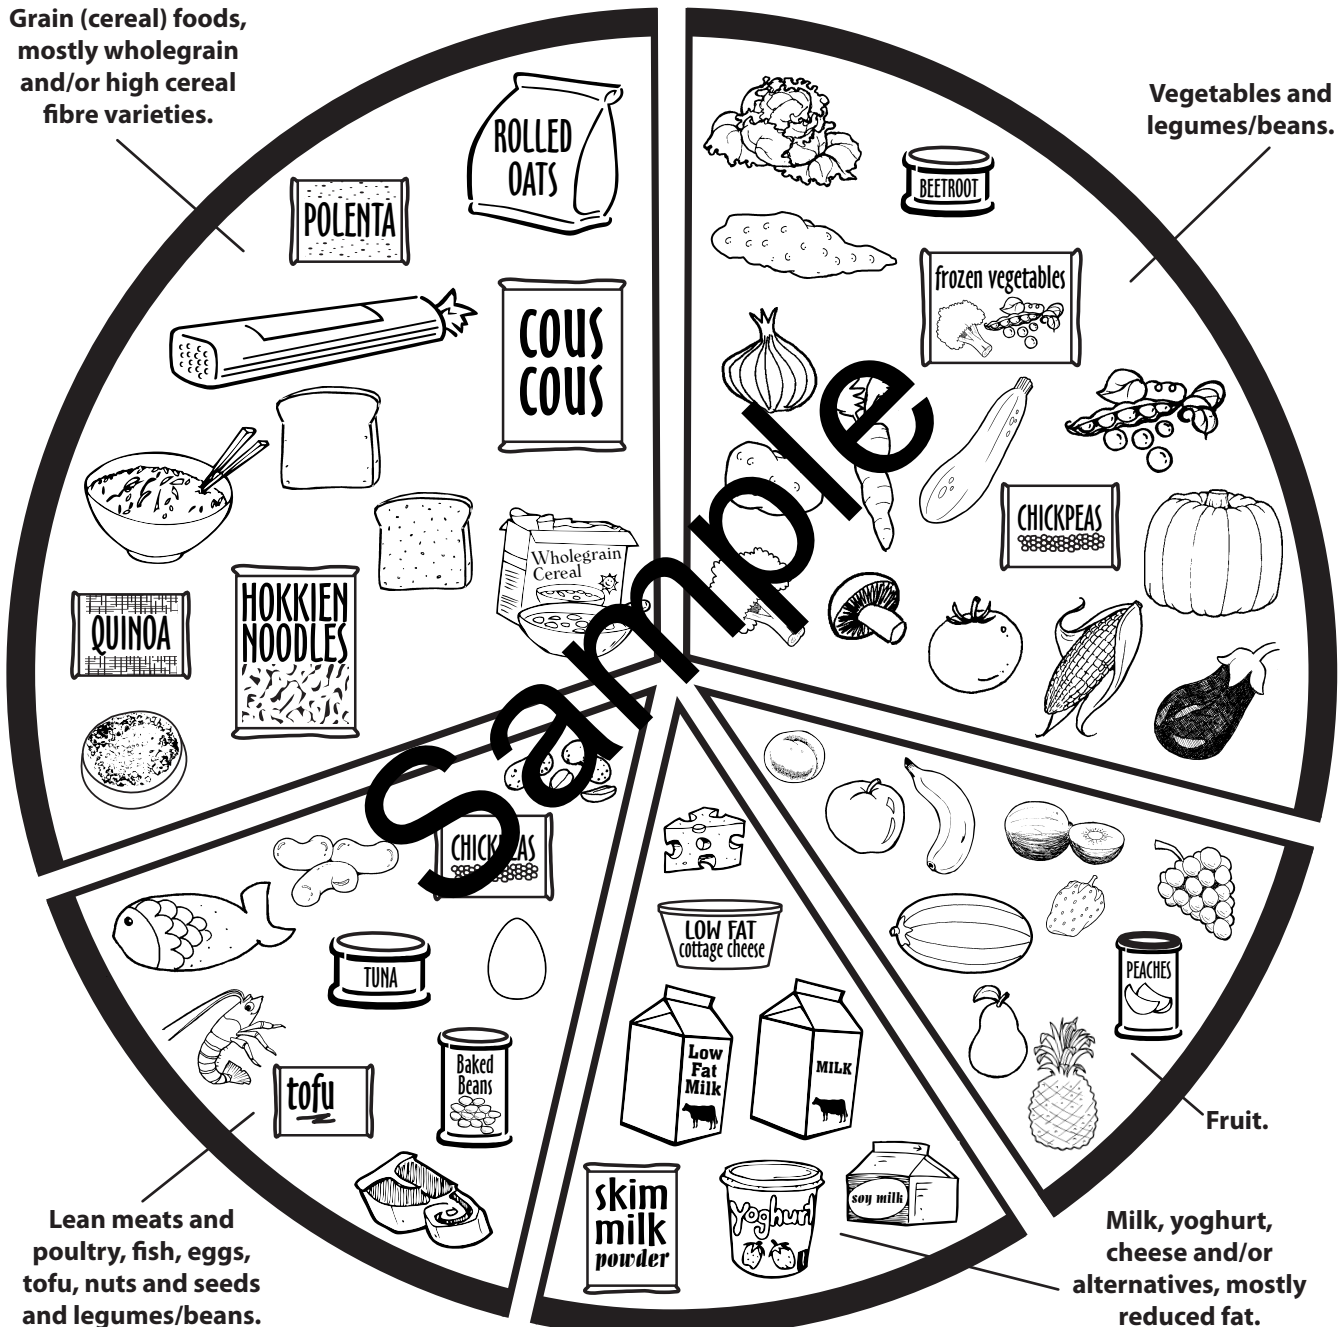 Grain (cereal) foods,
mostly wholegrain
and/or high cereal
fibre varieties.
Vegetables and
legumes/beans.
ROLLED
OATS
POLENTA
COUS
COUS
Wholegrain
Cereal
QUINOA
HOKKIEN
NOODLES
BEETROOT
frozen vegetables
CHICKPEAS
Sample
CHICKPEAS
TUNA
tofu
Baked
Beans
LOW FAT
cottage cheese
Low
Fat
Milk
MILK
skim
milk
powder
yoghurt
soy milk
PEACHES
Fruit.
Lean meats and
poultry, fish, eggs,
tofu, nuts and seeds
and legumes/beans.
Milk, yoghurt,
cheese and/or
alternatives, mostly
reduced fat.